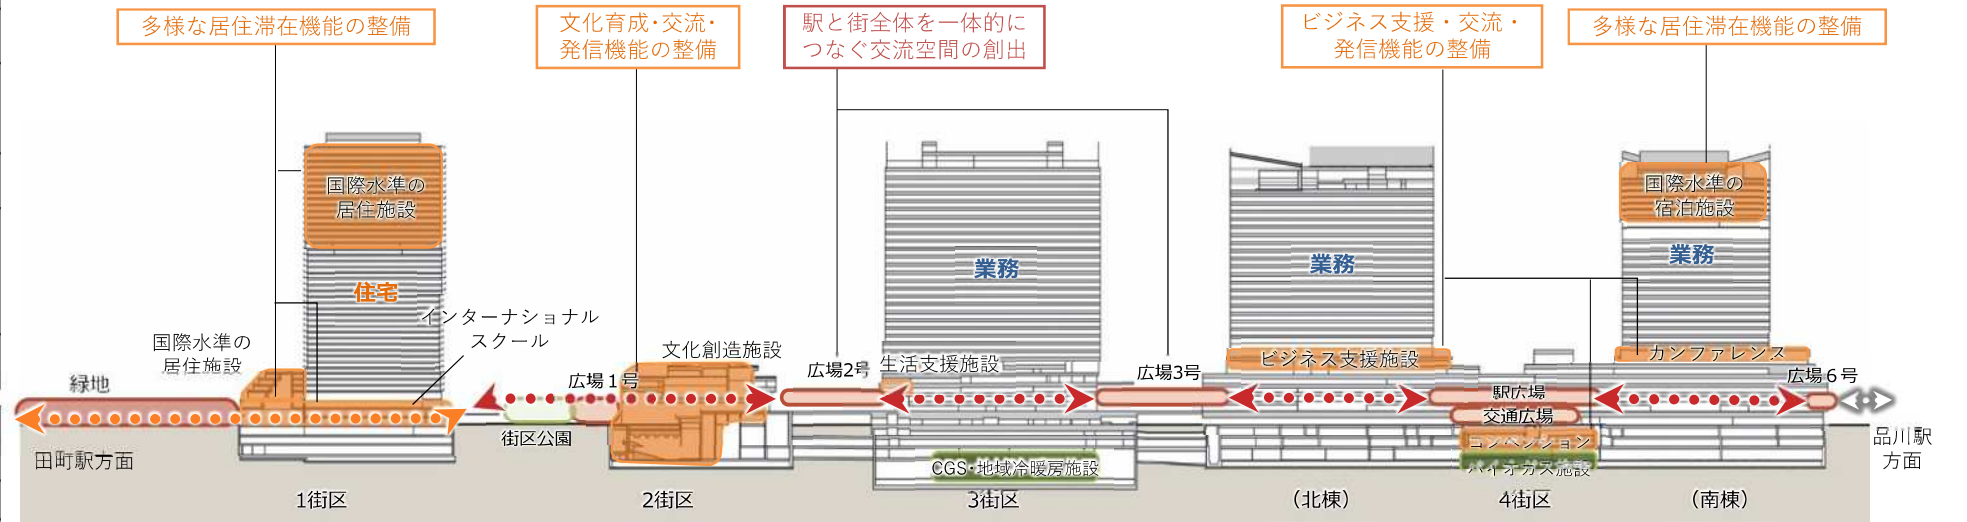 多様な居住滞在機能の整備
文化育成・交流・
発信機能の整備
駅と街全体を一体的に
つなぐ交流空間の創出
ビジネス支援・交流・
発信機能の整備
多様な居住滞在機能の整備
国際水準の
居住施設
住宅
業務
業務
国際水準の
宿泊施設
業務
インターナショナル
スクール
国際水準の
居住施設
緑地
文化創造施設
広場1号
広場2号
生活支援施設
広場3号
ビジネス支援施設
カンファレンス
駅広場
交通広場
広場6号
街区公園
田町駅方面
CGS・地域冷暖房施設
コンベンション
バイオガス施設
品川駅
方面
1街区
2街区
3街区
（北棟）
4街区
（南棟）